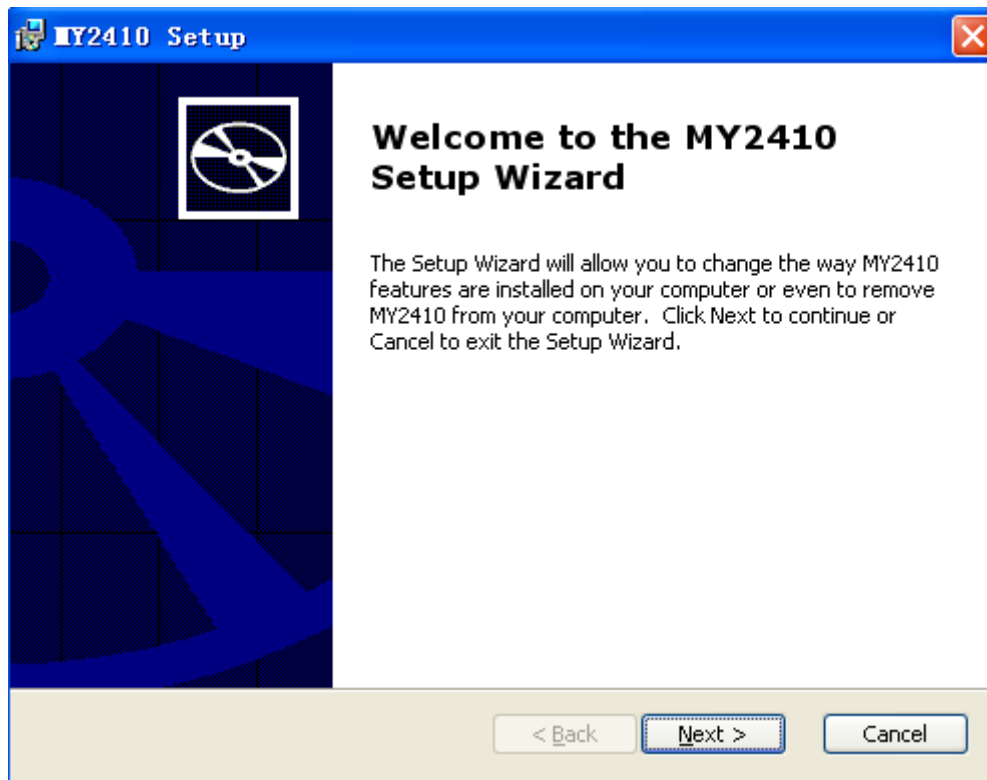 MY2410 Setup
Welcome to the MY2410
Setup Wizard
The Setup Wizard will allow you to change the way MY2410
features are installed on your computer or even to remove
MY2410 from your computer.  Click Next to continue or
Cancel to exit the Setup Wizard.
< Back
Next >
Cancel